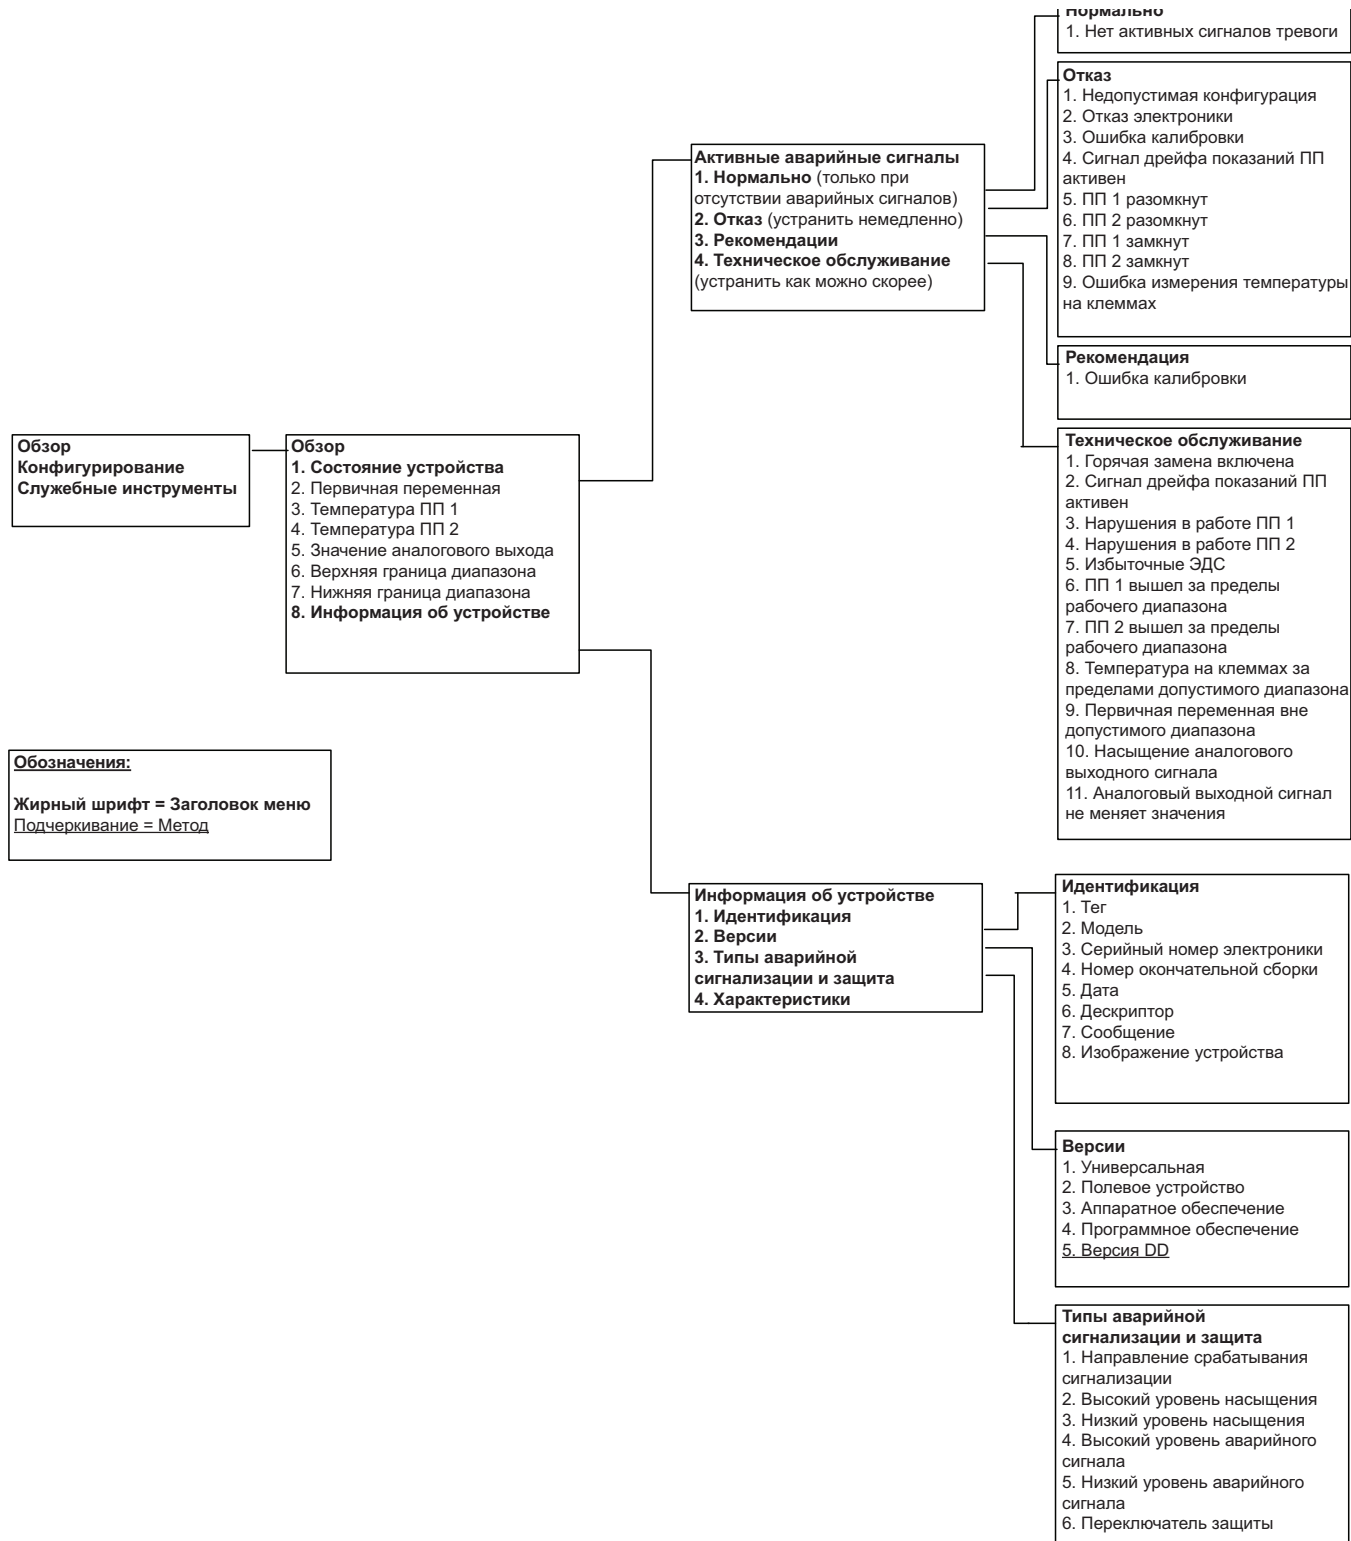 Нормально
1. Нет активных сигналов тревоги
Отказ
1. Недопустимая конфигурация
2. Отказ электроники
3. Ошибка калибровки
4. Сигнал дрейфа показаний ПП
активен
5. ПП 1 разомкнут
6. ПП 2 разомкнут
7. ПП 1 замкнут
8. ПП 2 замкнут
9. Ошибка измерения температуры
на клеммах
Активные аварийные сигналы
1. Нормально (только при
отсутствии аварийных сигналов)
2. Отказ (устранить немедленно)
3. Рекомендации
4. Техническое обслуживание
(устранить как можно скорее)
Рекомендация
1. Ошибка калибровки
Обзор
Конфигурирование
Служебные инструменты
Обзор
1. Состояние устройства
2. Первичная переменная
3. Температура ПП 1
4. Температура ПП 2
5. Значение аналогового выхода
6. Верхняя граница диапазона
7. Нижняя граница диапазона
8. Информация об устройстве
Техническое обслуживание
1. Горячая замена включена
2. Сигнал дрейфа показаний ПП
активен
3. Нарушения в работе ПП 1
4. Нарушения в работе ПП 2
5. Избыточные ЭДС
6. ПП 1 вышел за пределы
рабочего диапазона
7. ПП 2 вышел за пределы
рабочего диапазона
8. Температура на клеммах за
пределами допустимого диапазона
9. Первичная переменная вне
допустимого диапазона
10. Насыщение аналогового
выходного сигнала
11. Аналоговый выходной сигнал
не меняет значения
Обозначения:
Жирный шрифт = Заголовок меню
Подчеркивание = Метод
Информация об устройстве
1. Идентификация
2. Версии
3. Типы аварийной
сигнализации и защита
4. Характеристики
Идентификация
1. Тег
2. Модель
3. Серийный номер электроники
4. Номер окончательной сборки
5. Дата
6. Дескриптор
7. Сообщение
8. Изображение устройства
Версии
1. Универсальная
2. Полевое устройство
3. Аппаратное обеспечение
4. Программное обеспечение
5. Версия DD
Типы аварийной
сигнализации и защита
1. Направление срабатывания
сигнализации
2. Высокий уровень насыщения
3. Низкий уровень насыщения
4. Высокий уровень аварийного
сигнала
5. Низкий уровень аварийного
сигнала
6. Переключатель защиты